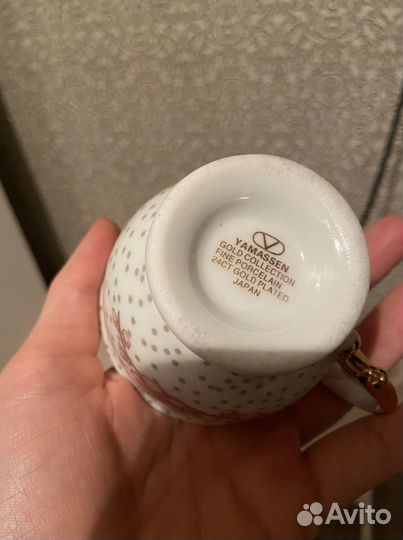 YAMASSEN
GOLD COLLECTION
FINE PORCELAIN
24CT GOLD PLATED
JAPAN
Avito